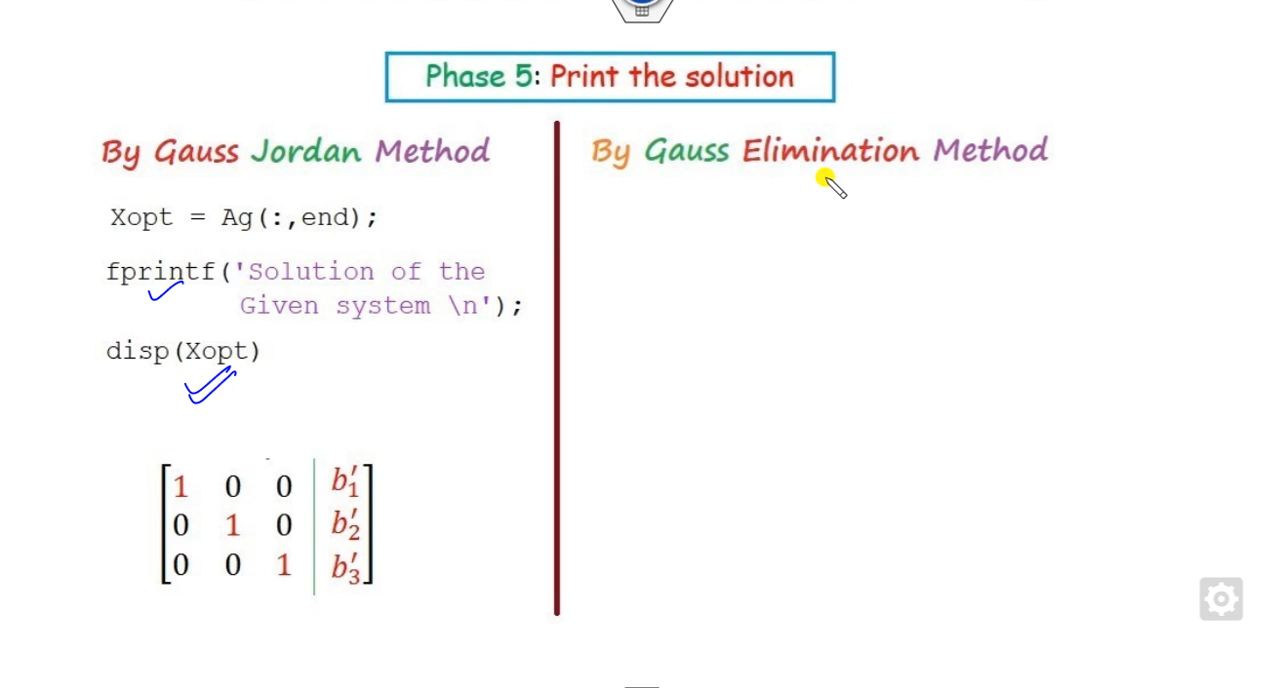 Phase 5: Print the solution
By Gauss Jordan Method
Xopt = Ag(:,end);
fprintf('Solution of the
Given system \n');
disp(Xopt)
1 0 0 b′₁
0 1 0 b′₂
0 0 1 b′₃
By Gauss Elimination Method